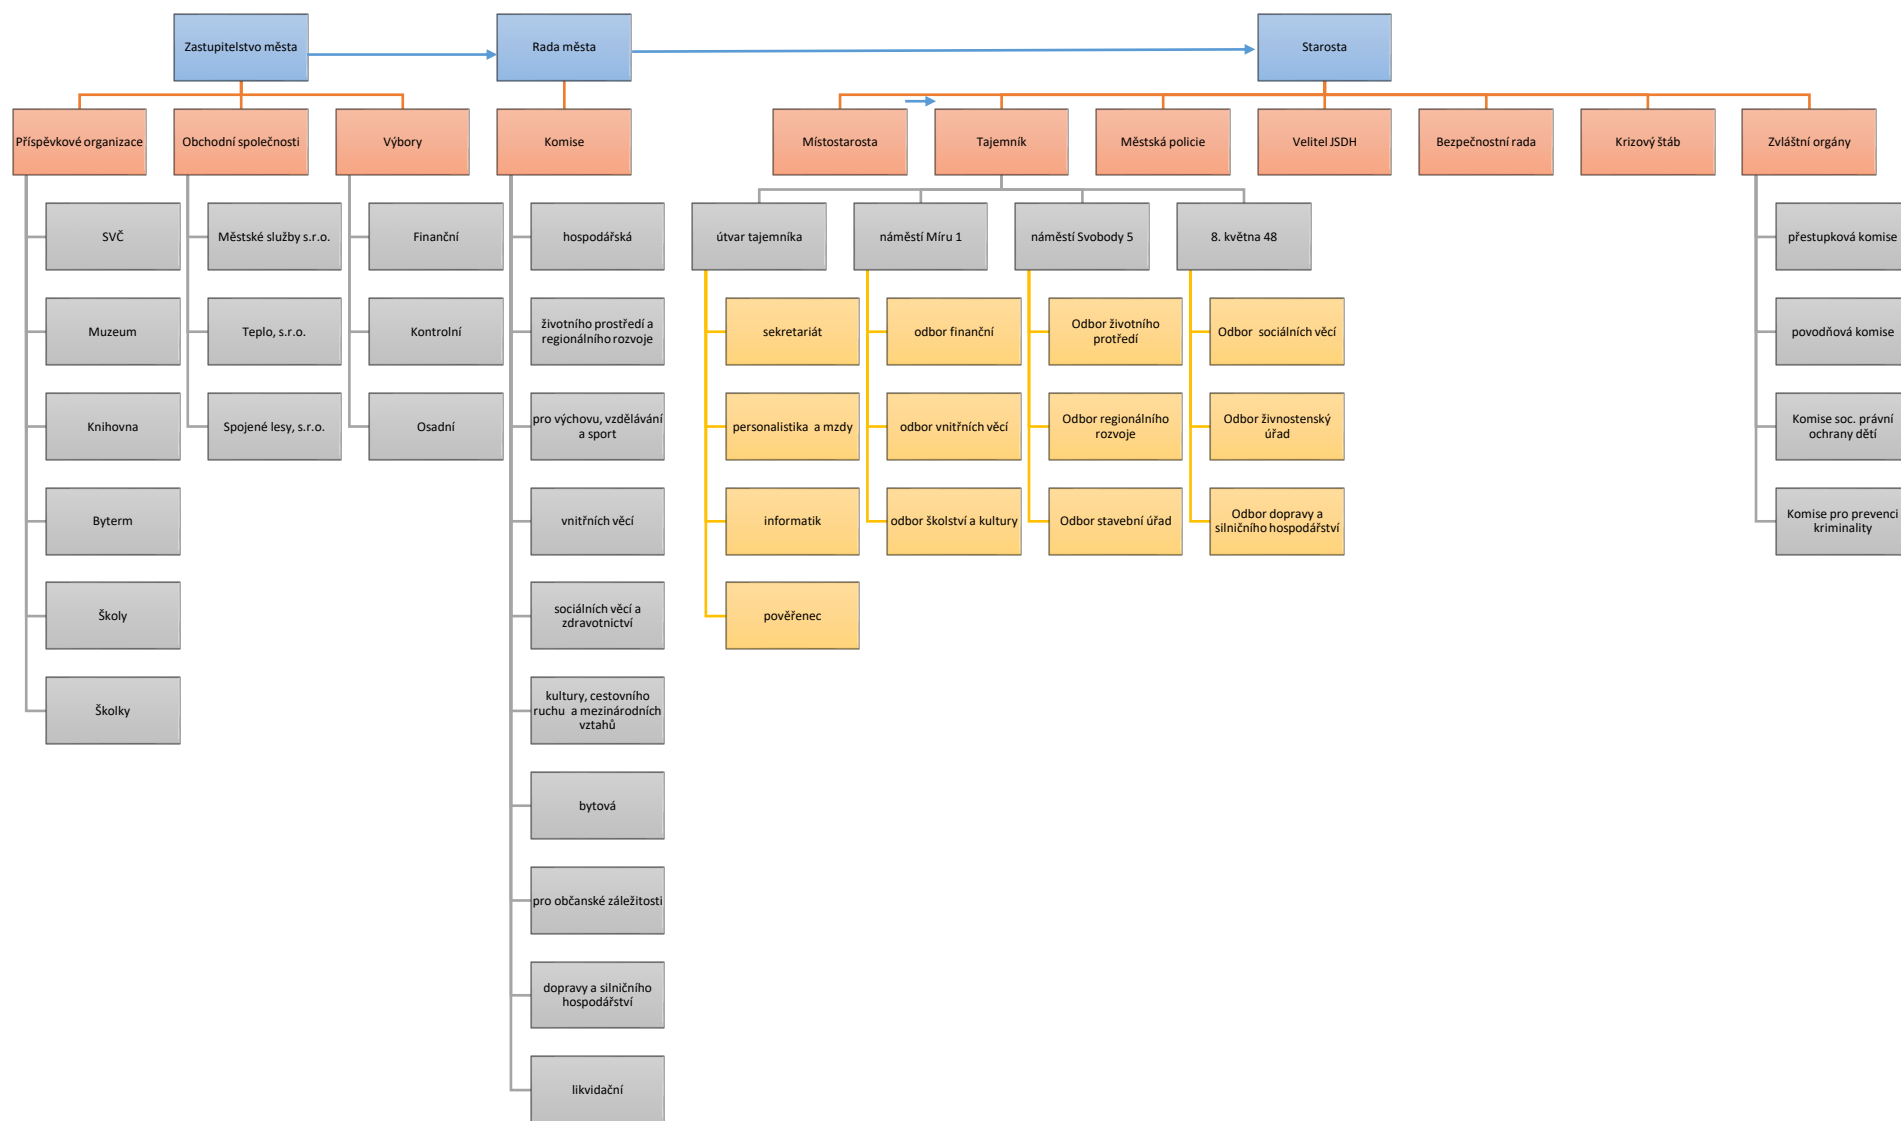 Zastupitelstvo města
Rada města
Starosta
Příspěvkové organizace
Obchodní společnosti
Výbory
Komise
Místostarosta
Tajemník
Městská policie
Velitel JSDH
Bezpečnostní rada
Krizový štáb
Zvláštní orgány
SVČ
Městské služby s.r.o.
Finanční
hospodářská
útvar tajemníka
náměstí Míru 1
náměstí Svobody 5
8. května 48
přestupková komise
Muzeum
Teplo, s.r.o.
Kontrolní
životního prostředí a
regionálního rozvoje
sekretariát
odbor finanční
Odbor životního
protředí
Odbor  sociálních věcí
povodňová komise
Knihovna
Spojené lesy, s.r.o.
Osadní
pro výchovu, vzdělávání
a sport
personalistika  a mzdy
odbor vnitřních věcí
Odbor regionálního
rozvoje
Odbor živnostenský
úřad
Komise soc. právní
ochrany dětí
Byterm
vnitřních věcí
informatik
odbor školství a kultury
Odbor stavební úřad
Odbor dopravy a
silničního hospodářství
Komise pro prevenci
kriminality
Školy
sociálních věcí a
zdravotnictví
pověřenec
Školky
kultury, cestovního
ruchu  a mezinárodních
vztahů
bytová
pro občanské záležitosti
dopravy a silničního
hospodářství
likvidační